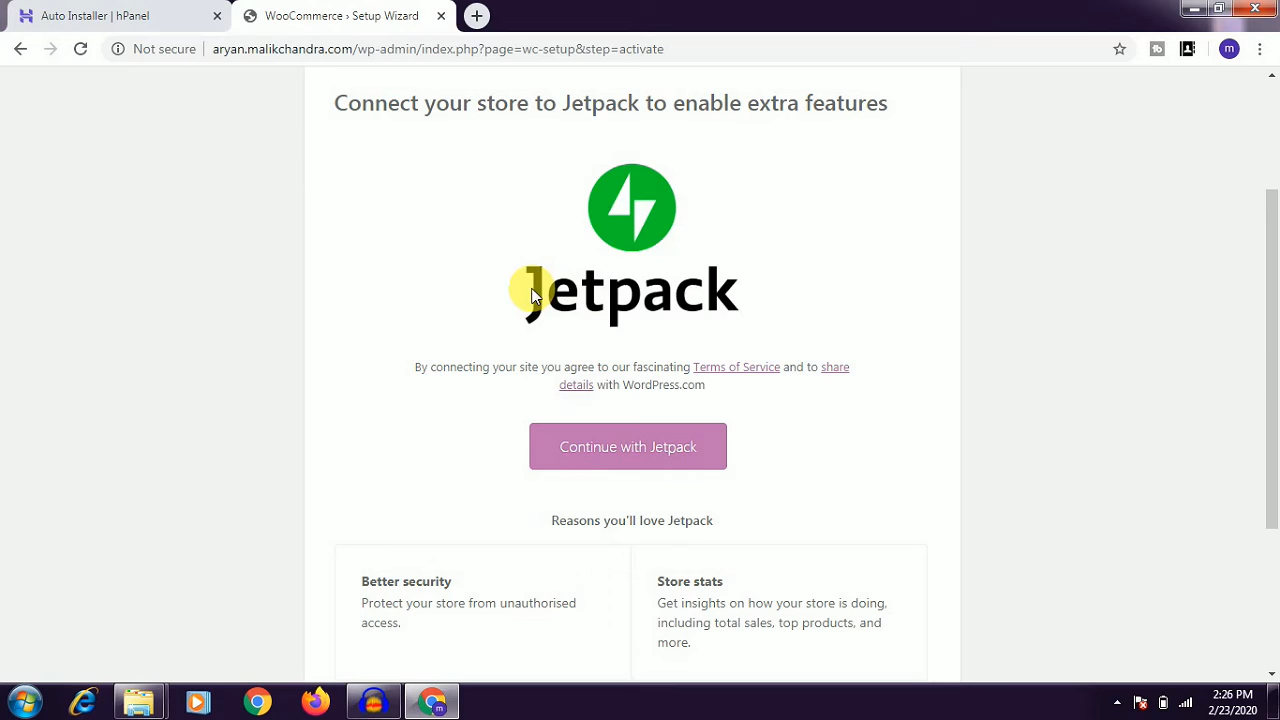 Auto Installer | hPanel
WooCommerce › Setup Wizard
Not secure
aryan.malikchandra.com/wp-admin/index.php?page=wc-setup&step=activate
m
Connect your store to Jetpack to enable extra features
Jetpack
By connecting your site you agree to our fascinating Terms of Service and to share
details with WordPress.com
Continue with Jetpack
Reasons you'll love Jetpack
Better security
Protect your store from unauthorised
access.
Store stats
Get insights on how your store is doing,
including total sales, top products, and
more.
m
2:26 PM
2/23/2020